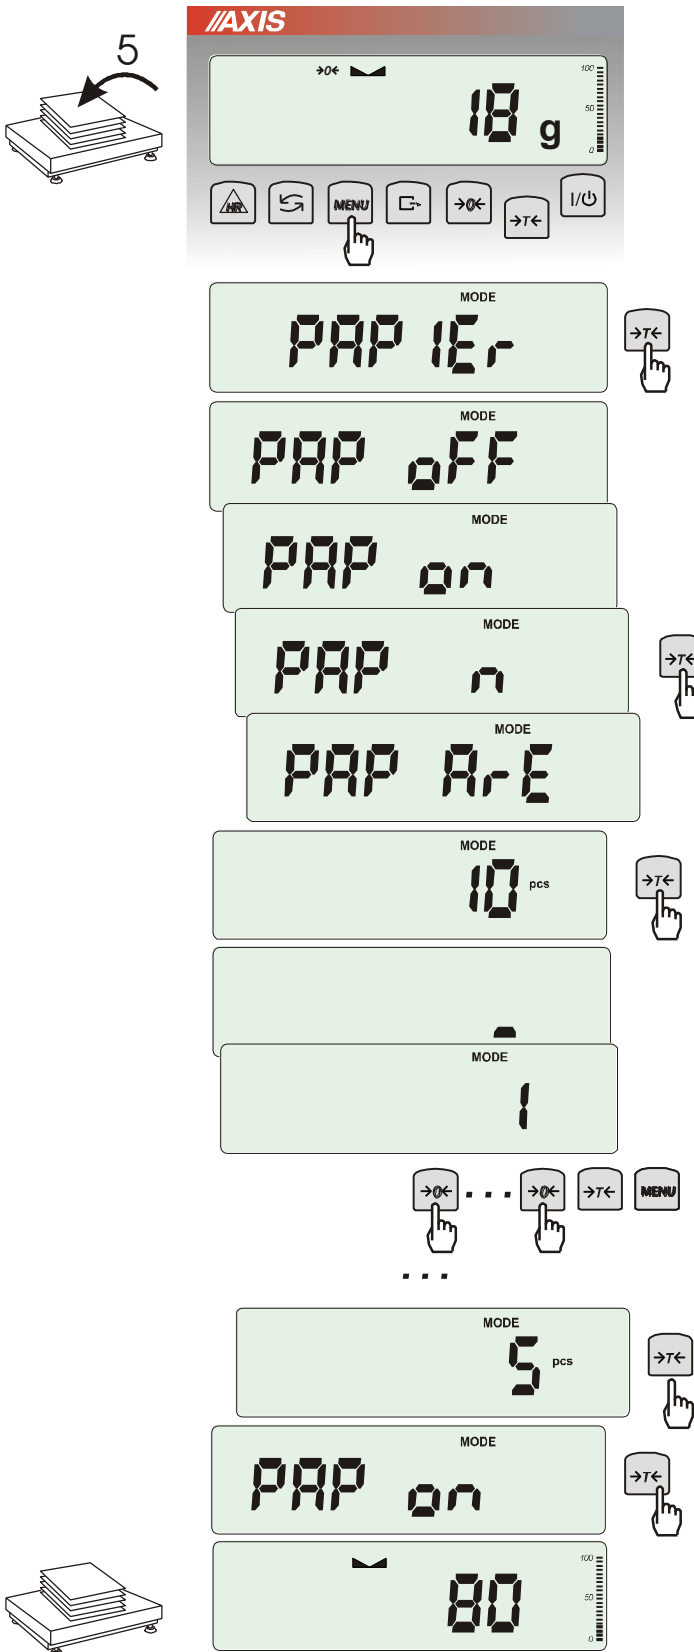 //AXIS
5
→0←
100
50
0
18 g
HR
MENU
→0←
→T←
I/⏻
MODE
PAPIEr
→T←
MODE
PAP oFF
MODE
PAP on
MODE
PAP n
→T←
MODE
PAP ArE
MODE
10 pcs
→T←
MODE
1
→0← ... →0← →T← MENU
...
MODE
5 pcs
→T←
MODE
PAP on
→T←
100
50
0
80